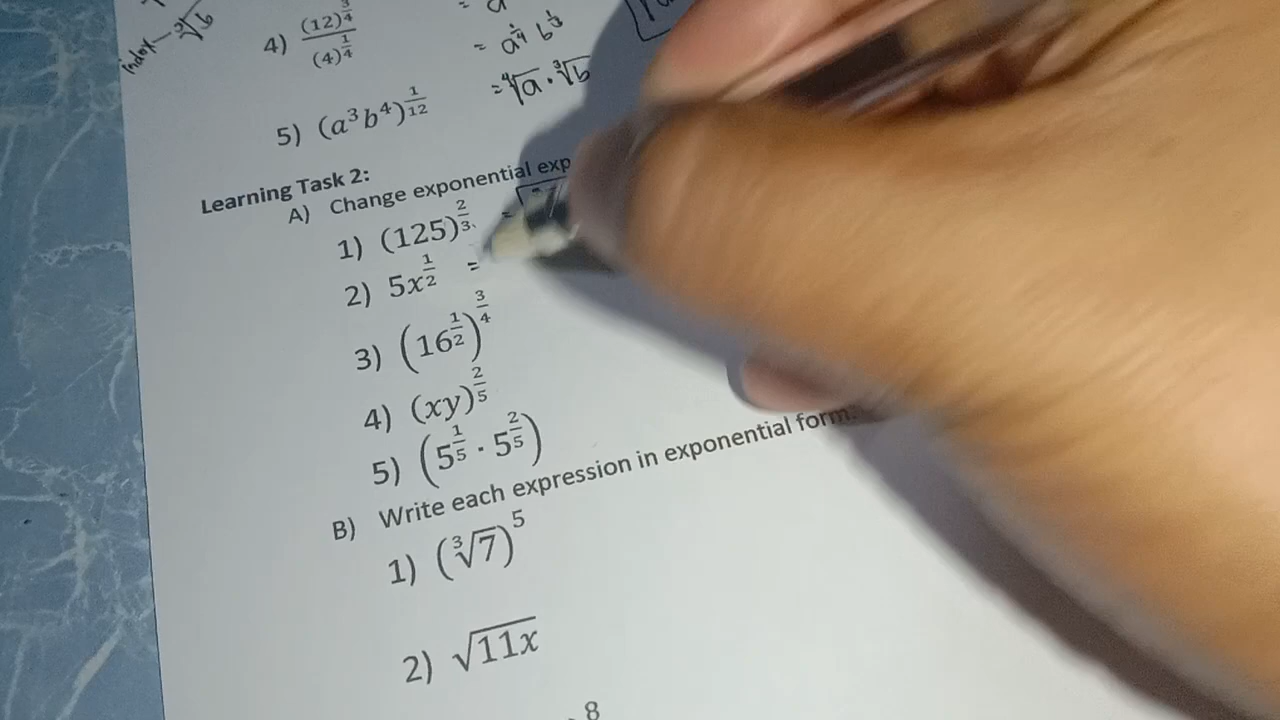 index — ∛b
4) (12)^(3/4) / (4)^(1/4)
= a
= a^(1/4) b^(1/3)
= ⁴√a · ³√b
5) (a³b⁴)^(1/12)
Learning Task 2:
A) Change exponential exp
1) (125)^(2/3) =
2) 5x^(1/2) =
3) (16^(1/2))^(3/4)
4) (xy)^(2/5)
5) (5^(1/5) · 5^(2/5))
B) Write each expression in exponential form.
1) (³√7)⁵
2) √11x
8